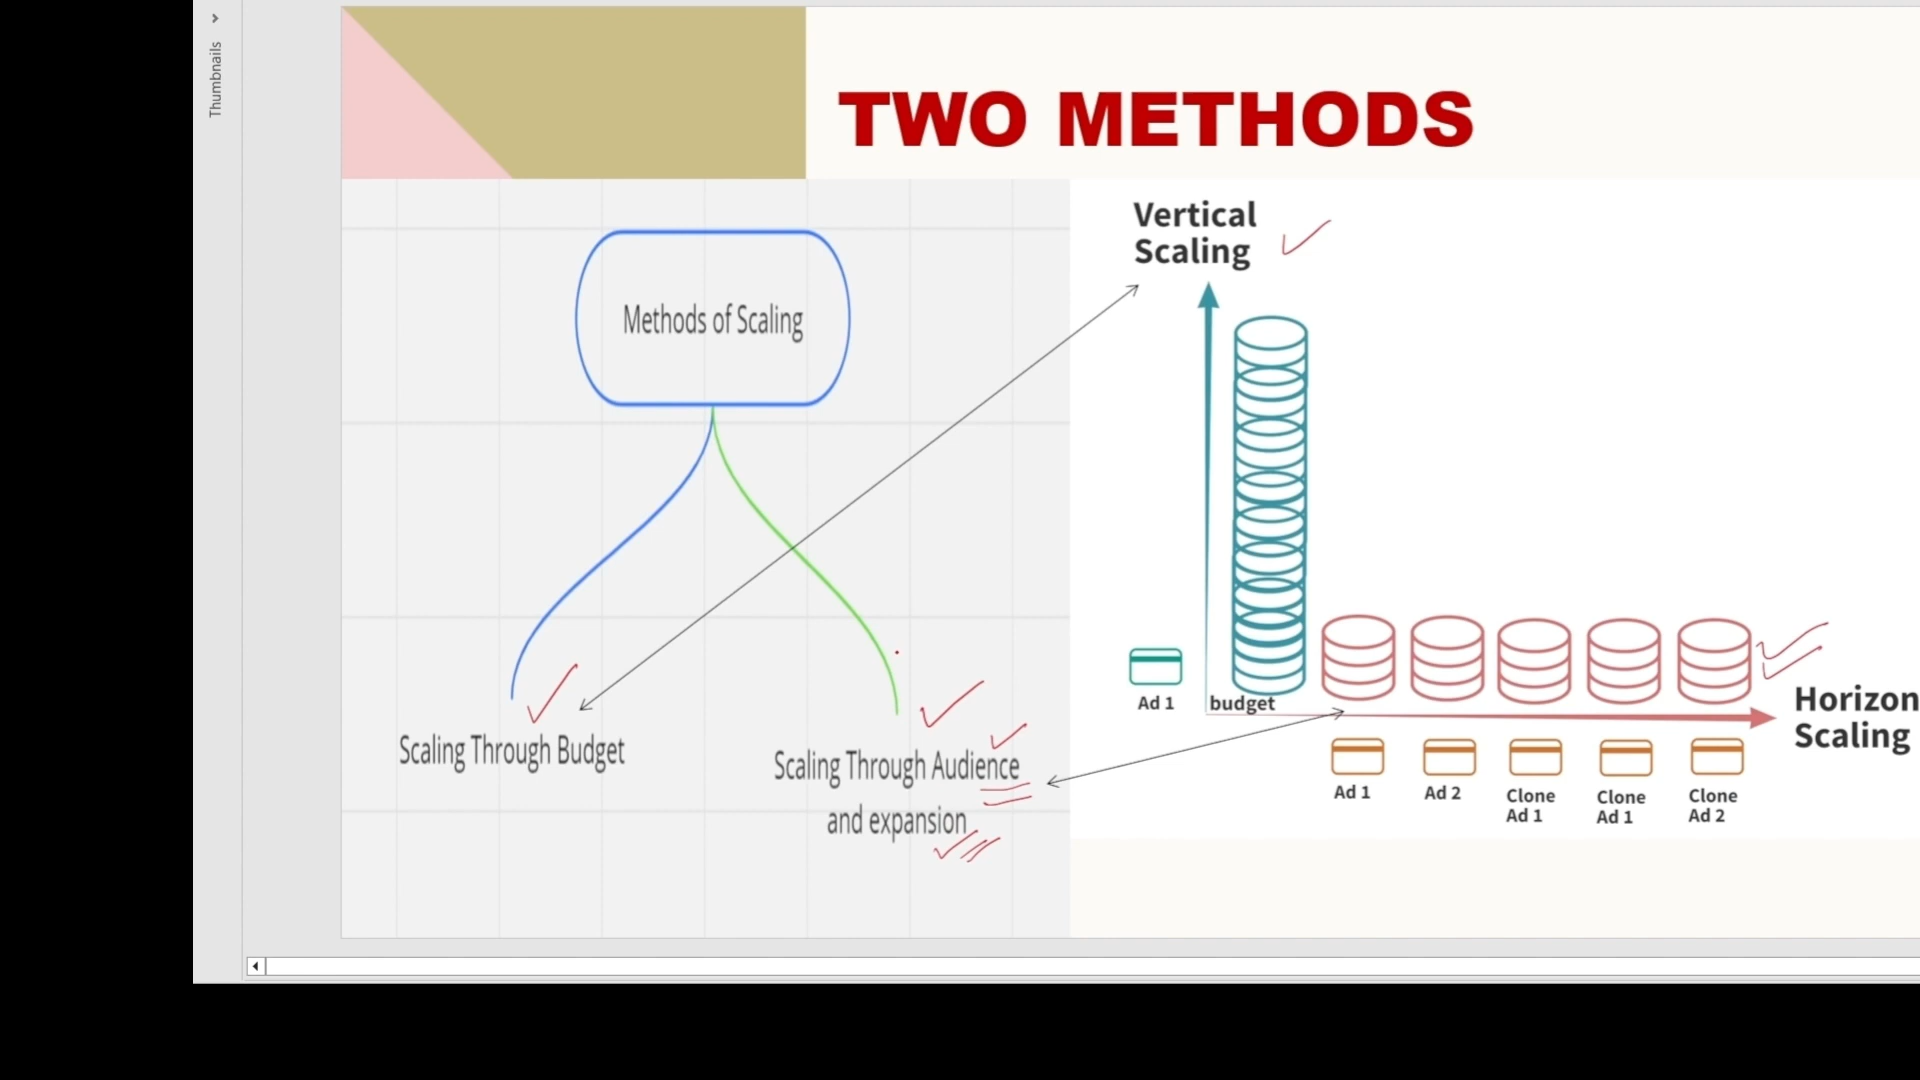 Thumbnails
TWO METHODS
Methods of Scaling
Scaling Through Budget
Scaling Through Audience
and expansion
Vertical
Scaling
Ad 1
budget
Horizon
Scaling
Ad 1
Ad 2
Clone
Ad 1
Clone
Ad 1
Clone
Ad 2